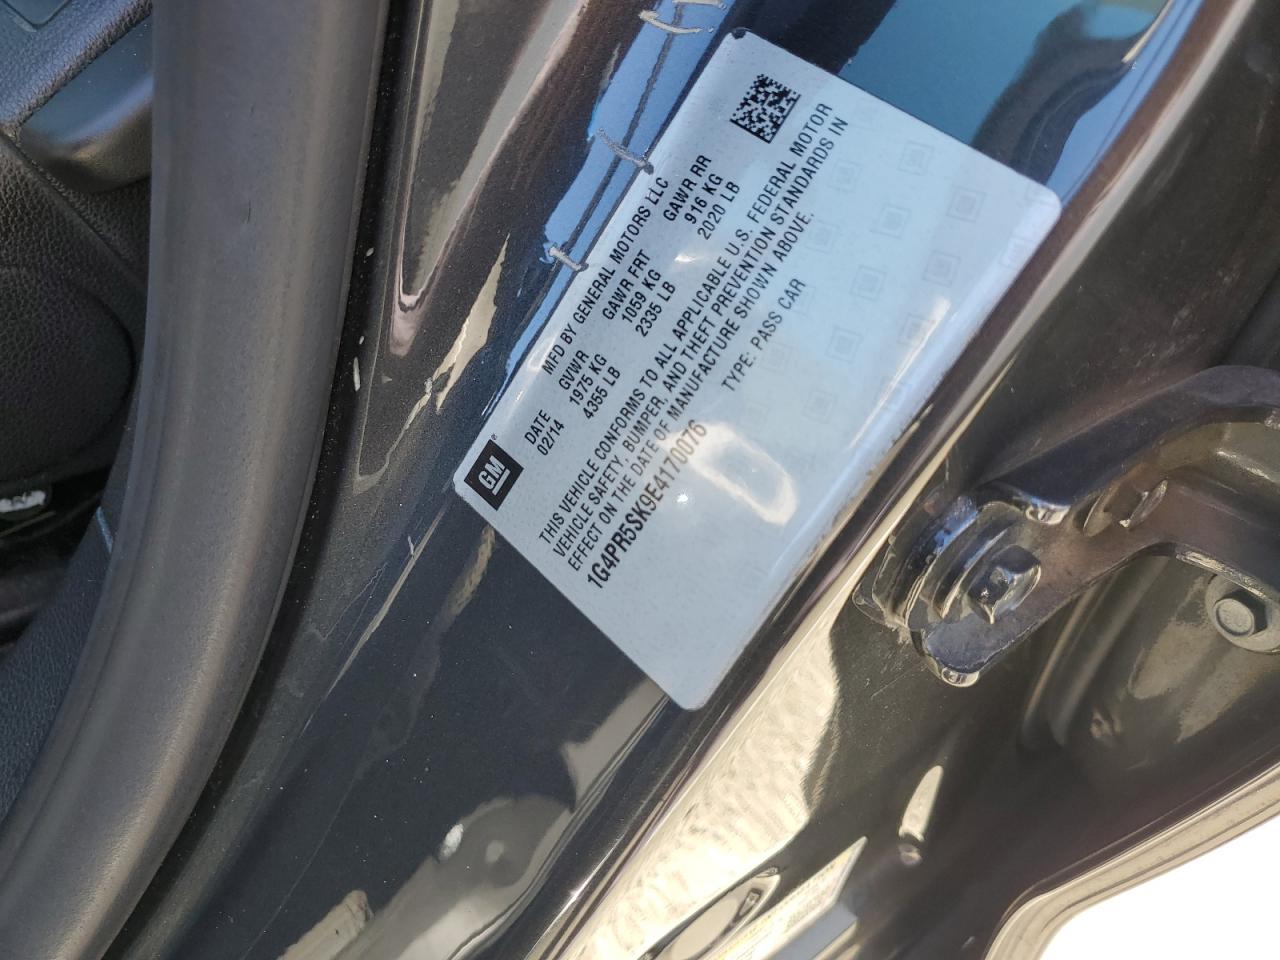 GM
MFD BY GENERAL MOTORS LLC
DATE GVWR GAWR FRT GAWR RR
02/14 1975 KG 1059 KG 916 KG
4355 LB 2335 LB 2020 LB
THIS VEHICLE CONFORMS TO ALL APPLICABLE U.S. FEDERAL MOTOR
VEHICLE SAFETY, BUMPER, AND THEFT PREVENTION STANDARDS IN
EFFECT ON THE DATE OF MANUFACTURE SHOWN ABOVE.
1G4PR5SK9E4170076 TYPE: PASS CAR